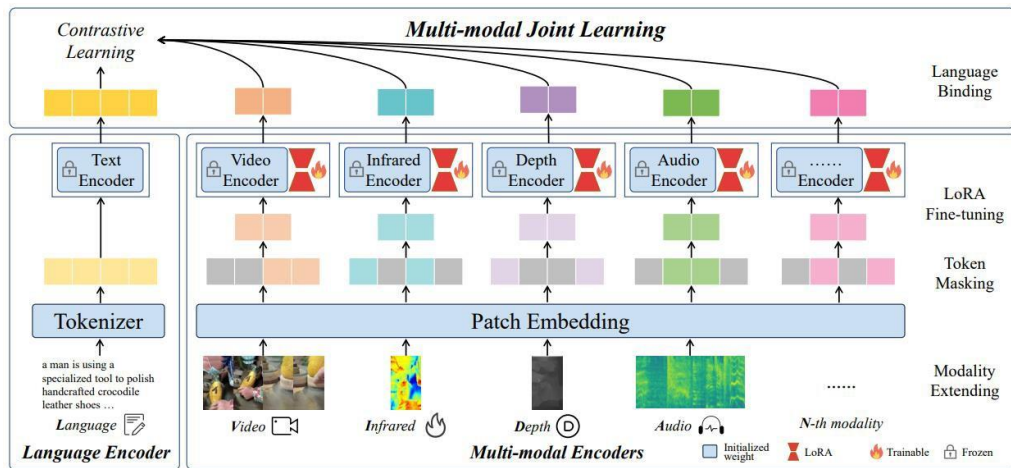 Multi-modal Joint Learning
Contrastive
Learning
Language
Binding
Text
Encoder
Video
Encoder
Infrared
Encoder
Depth
Encoder
Audio
Encoder
......
Encoder
LoRA
Fine-tuning
Token
Masking
Tokenizer
Patch Embedding
a man is using a
specialized tool to polish
handcrafted crocodile
leather shoes ...
Modality
Extending
......
Language
Video
Infrared
Depth
D
Audio
N-th modality
Language Encoder
Multi-modal Encoders
Initialized
weight
LoRA
Trainable
Frozen